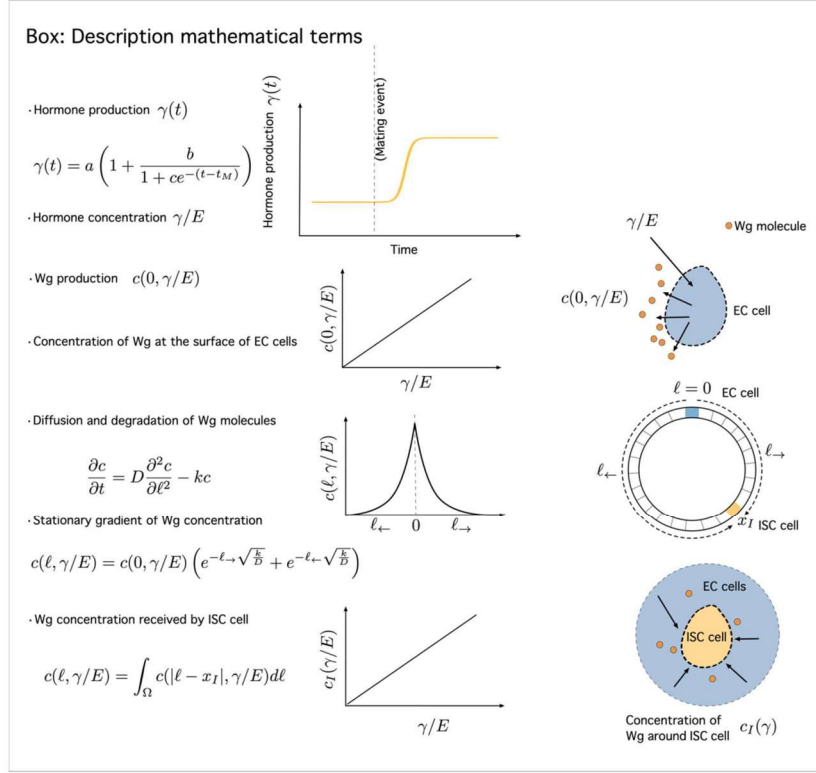 Box: Description mathematical terms
· Hormone production γ(t)
γ(t) = a(1 + b/(1 + ce^{-(t-t_M)}))
· Hormone concentration γ/E
Hormone production γ(t)
(Mating event)
Time
· Wg production c(0, γ/E)
· Concentration of Wg at the surface of EC cells
c(0, γ/E)
γ/E
γ/E
Wg molecule
c(0, γ/E)
EC cell
· Diffusion and degradation of Wg molecules
∂c/∂t = D ∂²c/∂ℓ² − kc
c(ℓ, γ/E)
ℓ← 0 ℓ→
ℓ = 0 EC cell
ℓ←
ℓ→
x_I ISC cell
· Stationary gradient of Wg concentration
c(ℓ, γ/E) = c(0, γ/E) (e^{-ℓ→√(k/D)} + e^{-ℓ←√(k/D)})
· Wg concentration received by ISC cell
c(ℓ, γ/E) = ∫_Ω c(|ℓ − x_I|, γ/E)dℓ
c_I(γ/E)
γ/E
EC cells
ISC cell
Concentration of
Wg around ISC cell c_I(γ)